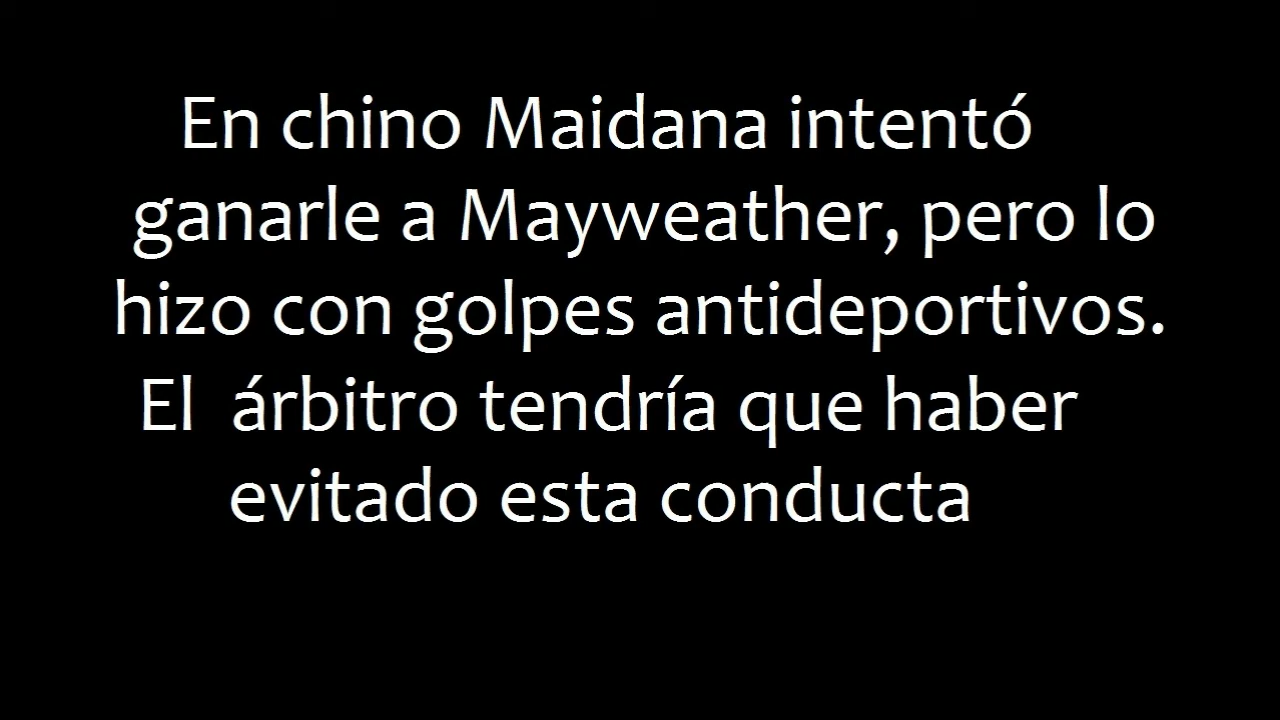 En chino Maidana intentó
ganarle a Mayweather, pero lo
hizo con golpes antideportivos.
El  árbitro tendría que haber
evitado esta conducta